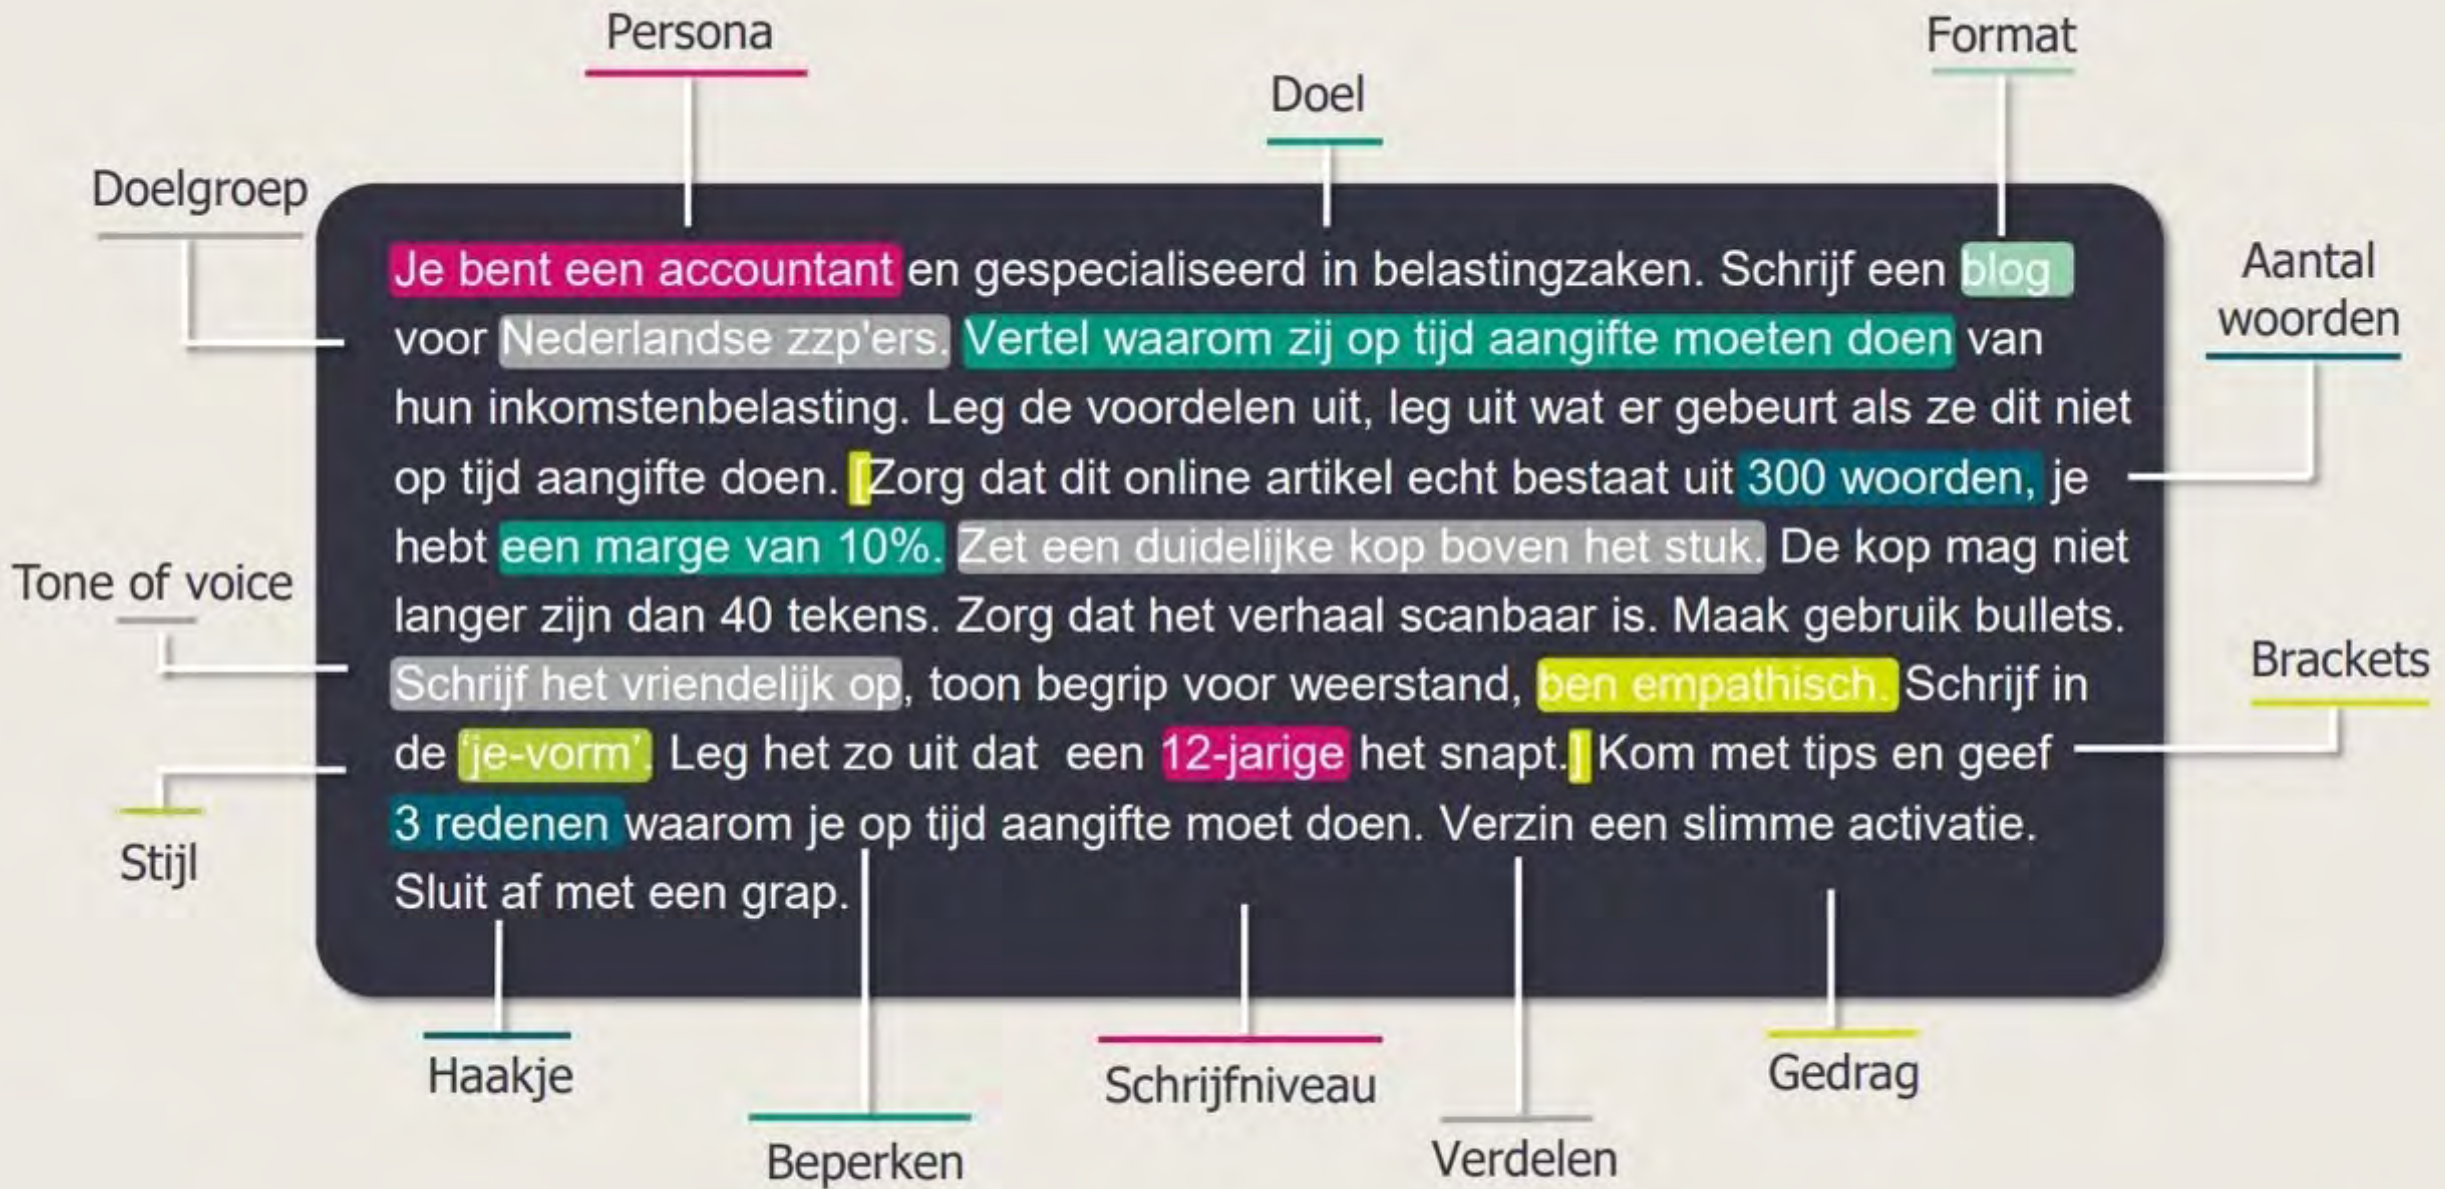 Persona
Format
Doel
Doelgroep
Je bent een accountant en gespecialiseerd in belastingzaken. Schrijf een blog
voor Nederlandse zzp'ers. Vertel waarom zij op tijd aangifte moeten doen van
hun inkomstenbelasting. Leg de voordelen uit, leg uit wat er gebeurt als ze dit niet
op tijd aangifte doen. [Zorg dat dit online artikel echt bestaat uit 300 woorden, je
hebt een marge van 10%. Zet een duidelijke kop boven het stuk. De kop mag niet
langer zijn dan 40 tekens. Zorg dat het verhaal scanbaar is. Maak gebruik bullets.
Schrijf het vriendelijk op, toon begrip voor weerstand, ben empathisch. Schrijf in
de 'je-vorm'. Leg het zo uit dat een 12-jarige het snapt.] Kom met tips en geef
3 redenen waarom je op tijd aangifte moet doen. Verzin een slimme activatie.
Sluit af met een grap.
Aantal
woorden
Tone of voice
Brackets
Stijl
Haakje
Beperken
Schrijfniveau
Verdelen
Gedrag